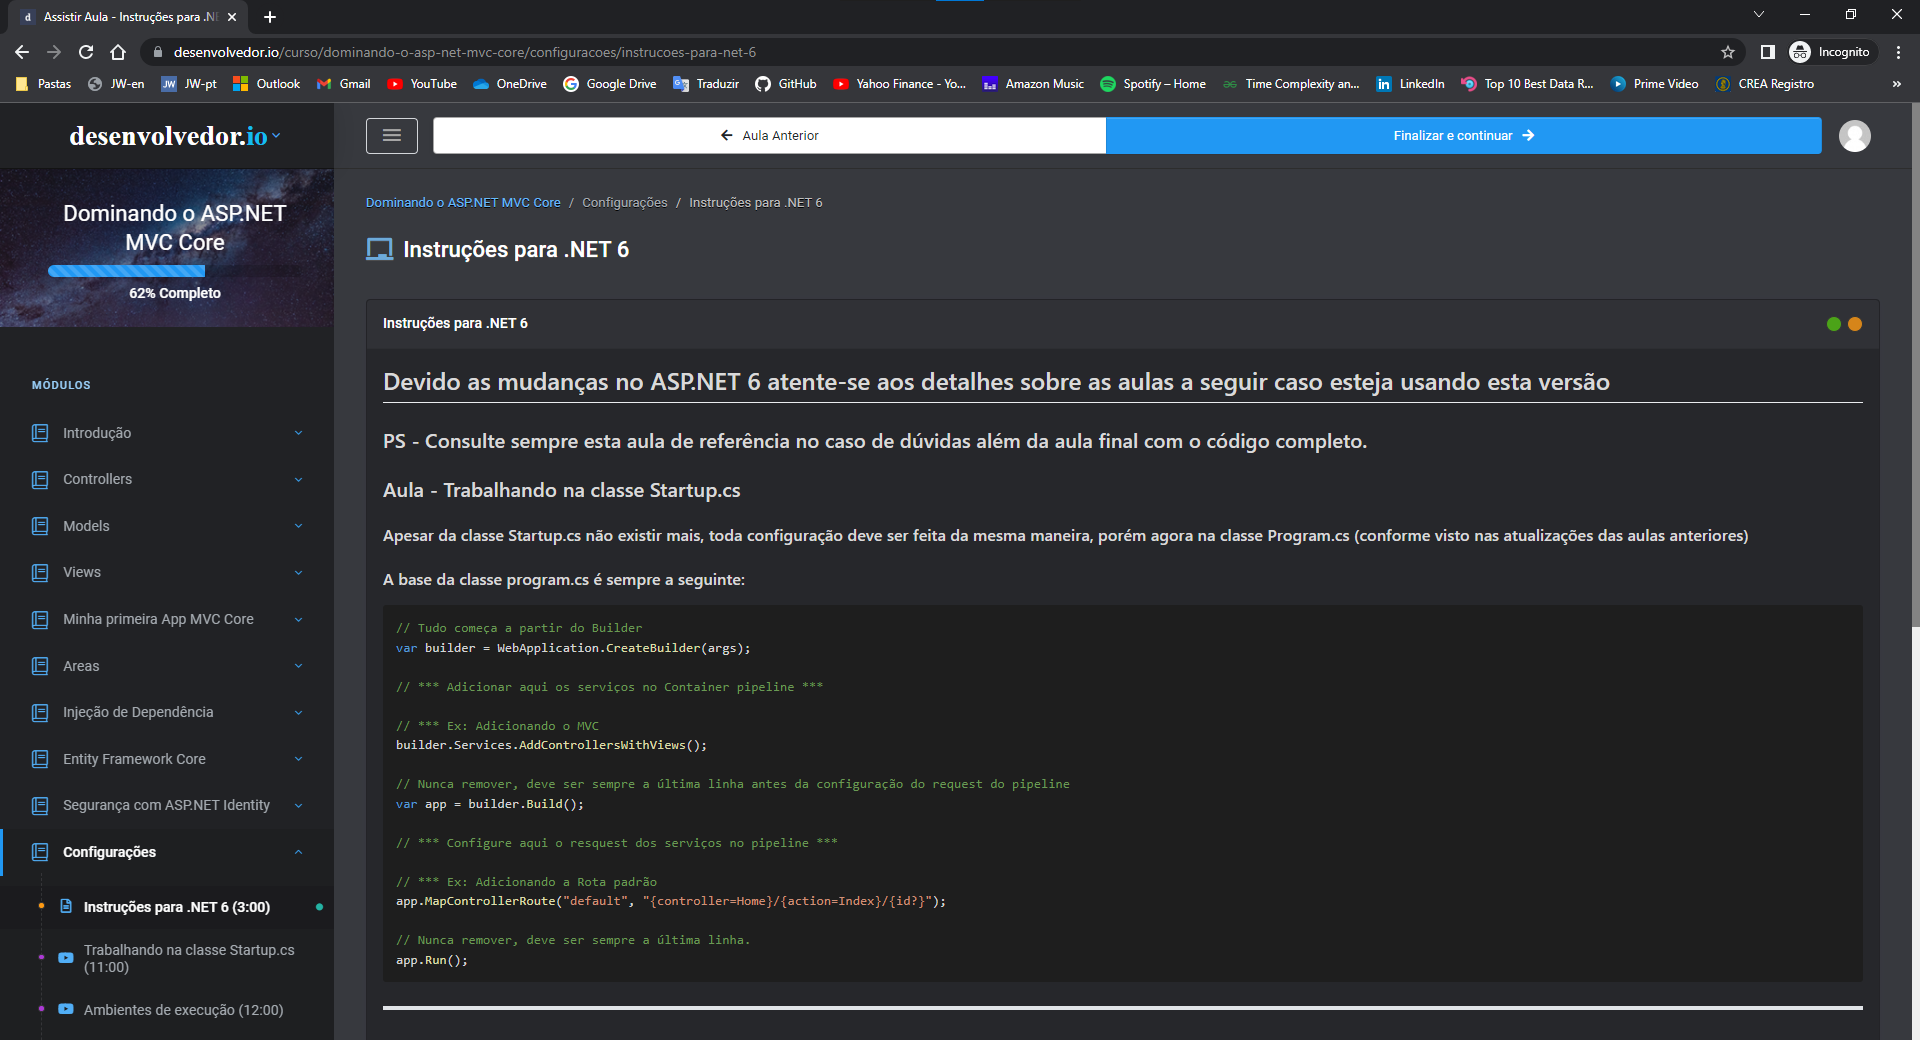 Assistir Aula - Instruções para .NE
desenvolvedor.io/curso/dominando-o-asp-net-mvc-core/configuracoes/instrucoes-para-net-6
Incognito
Pastas JW-en JW-pt Outlook Gmail YouTube OneDrive Google Drive Traduzir GitHub Yahoo Finance - Yo... Amazon Music Spotify – Home Time Complexity an... LinkedIn Top 10 Best Data R... Prime Video CREA Registro »
desenvolvedor.io
Aula Anterior
Finalizar e continuar
Dominando o ASP.NET
MVC Core
62% Completo
MÓDULOS
Introdução
Controllers
Models
Views
Minha primeira App MVC Core
Areas
Injeção de Dependência
Entity Framework Core
Segurança com ASP.NET Identity
Configurações
Instruções para .NET 6 (3:00)
Trabalhando na classe Startup.cs
(11:00)
Ambientes de execução (12:00)
Dominando o ASP.NET MVC Core / Configurações / Instruções para .NET 6
Instruções para .NET 6
Instruções para .NET 6
Devido as mudanças no ASP.NET 6 atente-se aos detalhes sobre as aulas a seguir caso esteja usando esta versão
PS - Consulte sempre esta aula de referência no caso de dúvidas além da aula final com o código completo.
Aula - Trabalhando na classe Startup.cs
Apesar da classe Startup.cs não existir mais, toda configuração deve ser feita da mesma maneira, porém agora na classe Program.cs (conforme visto nas atualizações das aulas anteriores)
A base da classe program.cs é sempre a seguinte:
// Tudo começa a partir do Builder
var builder = WebApplication.CreateBuilder(args);
// *** Adicionar aqui os serviços no Container pipeline ***
// *** Ex: Adicionando o MVC
builder.Services.AddControllersWithViews();
// Nunca remover, deve ser sempre a última linha antes da configuração do request do pipeline
var app = builder.Build();
// *** Configure aqui o resquest dos serviços no pipeline ***
// *** Ex: Adicionando a Rota padrão
app.MapControllerRoute("default", "{controller=Home}/{action=Index}/{id?}");
// Nunca remover, deve ser sempre a última linha.
app.Run();